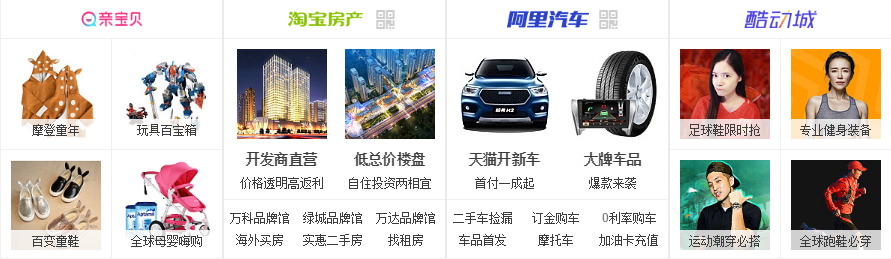 亲宝贝
摩登童年
玩具百宝箱
百变童鞋
全球母婴嗨购
淘宝房产
开发商直营
低总价楼盘
价格透明高返利
自住投资两相宜
万科品牌馆 绿城品牌馆 万达品牌馆
海外买房 实惠二手房 找租房
阿里汽车
天猫开新车
大牌车品
首付一成起
爆款来袭
二手车捡漏 订金购车 0利率购车
车品首发 摩托车 加油卡充值
酷动城
足球鞋限时抢
专业健身装备
运动潮穿必搭
全球跑鞋必穿